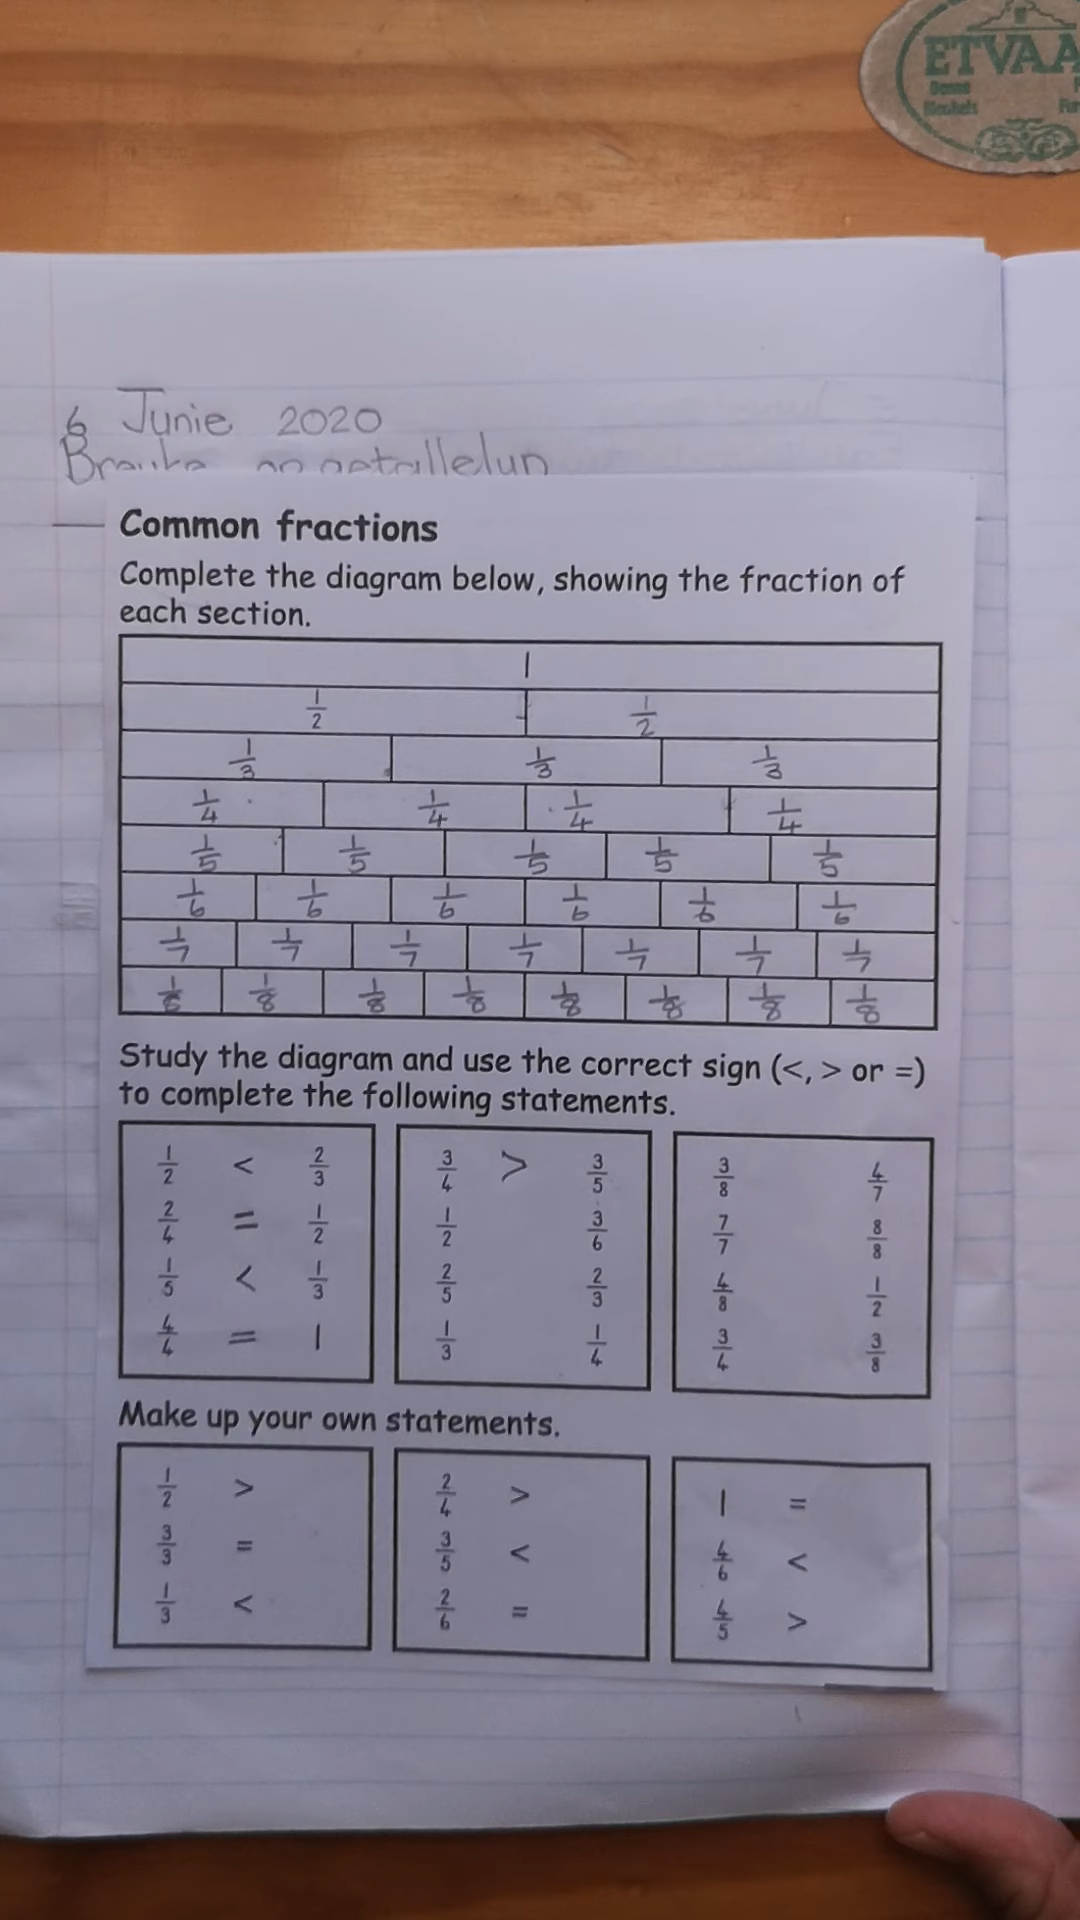 ETVAA
6 Junie 2020
Common fractions
Complete the diagram below, showing the fraction of
each section.
1
1/2 1/2
1/3 1/3 1/3
1/4 1/4 1/4 1/4
1/5 1/5 1/5 1/5 1/5
1/6 1/6 1/6 1/6 1/6 1/6
1/7 1/7 1/7 1/7 1/7 1/7 1/7
1/8 1/8 1/8 1/8 1/8 1/8 1/8 1/8
Study the diagram and use the correct sign (<, > or =)
to complete the following statements.
1/2 < 2/3
2/4 = 1/2
1/5 < 1/3
4/4 = 1
3/4 > 3/5
1/2 3/6
2/5 2/3
1/3 1/4
3/8 4/7
7/7 8/8
4/8 1/2
3/4 3/8
Make up your own statements.
1/2 >
3/3 =
1/3 <
2/4 >
3/5 <
2/6 =
1 =
4/6 <
4/5 >